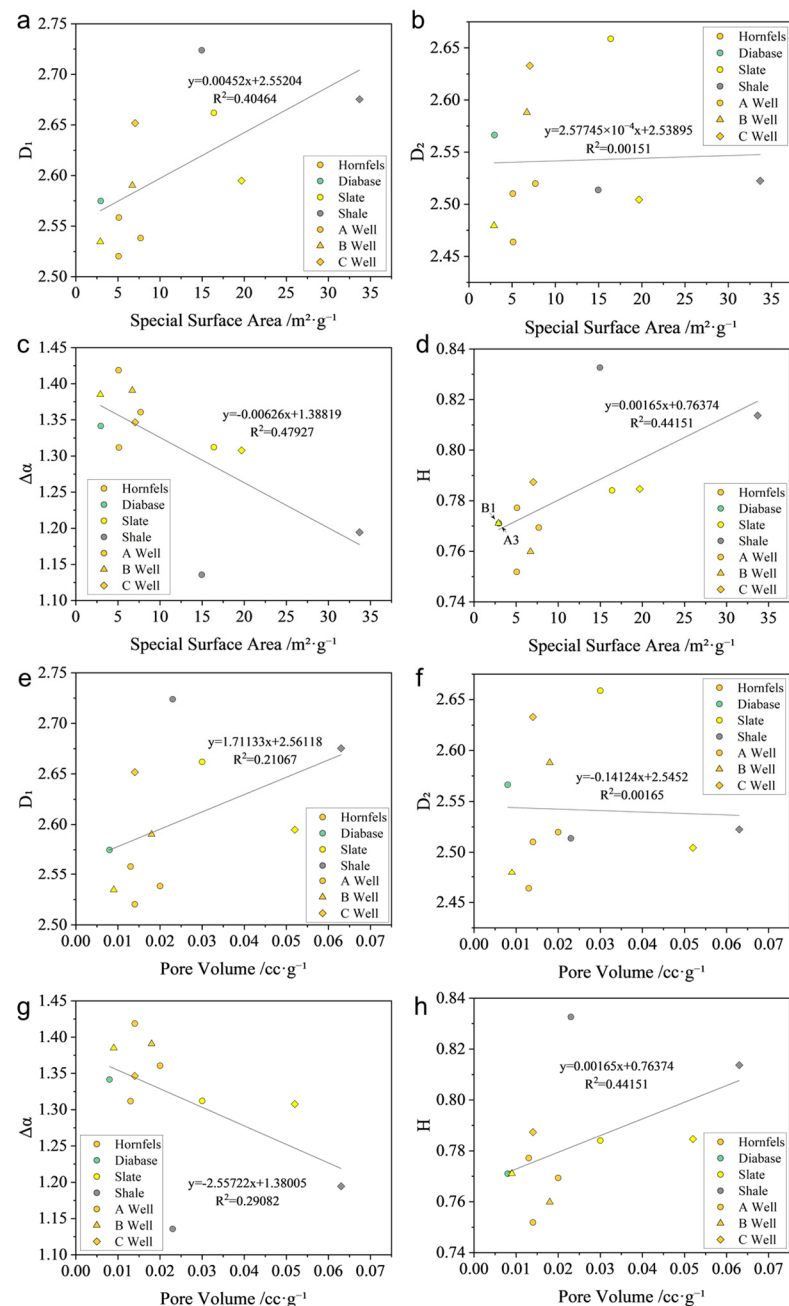 a
2.75
2.70
2.65
2.60
2.55
2.50
D₁
y=0.00452x+2.55204
R²=0.40464
Hornfels
Diabase
Slate
Shale
A Well
B Well
C Well
0 5 10 15 20 25 30 35
Special Surface Area /m²·g⁻¹
b
2.65
2.60
2.55
2.50
2.45
D₂
Hornfels
Diabase
Slate
Shale
A Well
B Well
C Well
y=2.57745×10⁻⁴x+2.53895
R²=0.00151
0 5 10 15 20 25 30 35
Special Surface Area /m²·g⁻¹
c
1.45
1.40
1.35
1.30
1.25
1.20
1.15
1.10
Δα
y=-0.00626x+1.38819
R²=0.47927
Hornfels
Diabase
Slate
Shale
A Well
B Well
C Well
0 5 10 15 20 25 30 35
Special Surface Area /m²·g⁻¹
d
0.84
0.82
0.80
0.78
0.76
0.74
H
y=0.00165x+0.76374
R²=0.44151
B1
A3
Hornfels
Diabase
Slate
Shale
A Well
B Well
C Well
0 5 10 15 20 25 30 35
Special Surface Area /m²·g⁻¹
e
2.75
2.70
2.65
2.60
2.55
2.50
D₁
y=1.71133x+2.56118
R²=0.21067
Hornfels
Diabase
Slate
Shale
A Well
B Well
C Well
0.00 0.01 0.02 0.03 0.04 0.05 0.06 0.07
Pore Volume /cc·g⁻¹
f
2.65
2.60
2.55
2.50
2.45
2.40
D₂
Hornfels
Diabase
Slate
Shale
A Well
B Well
C Well
y=-0.14124x+2.5452
R²=0.00165
0.00 0.01 0.02 0.03 0.04 0.05 0.06 0.07
Pore Volume /cc·g⁻¹
g
1.45
1.40
1.35
1.30
1.25
1.20
1.15
1.10
Δα
Hornfels
Diabase
Slate
Shale
A Well
B Well
C Well
y=-2.55722x+1.38005
R²=0.29082
0.00 0.01 0.02 0.03 0.04 0.05 0.06 0.07
Pore Volume /cc·g⁻¹
h
0.84
0.82
0.80
0.78
0.76
0.74
H
y=0.00165x+0.76374
R²=0.44151
Hornfels
Diabase
Slate
Shale
A Well
B Well
C Well
0.00 0.01 0.02 0.03 0.04 0.05 0.06 0.07
Pore Volume /cc·g⁻¹